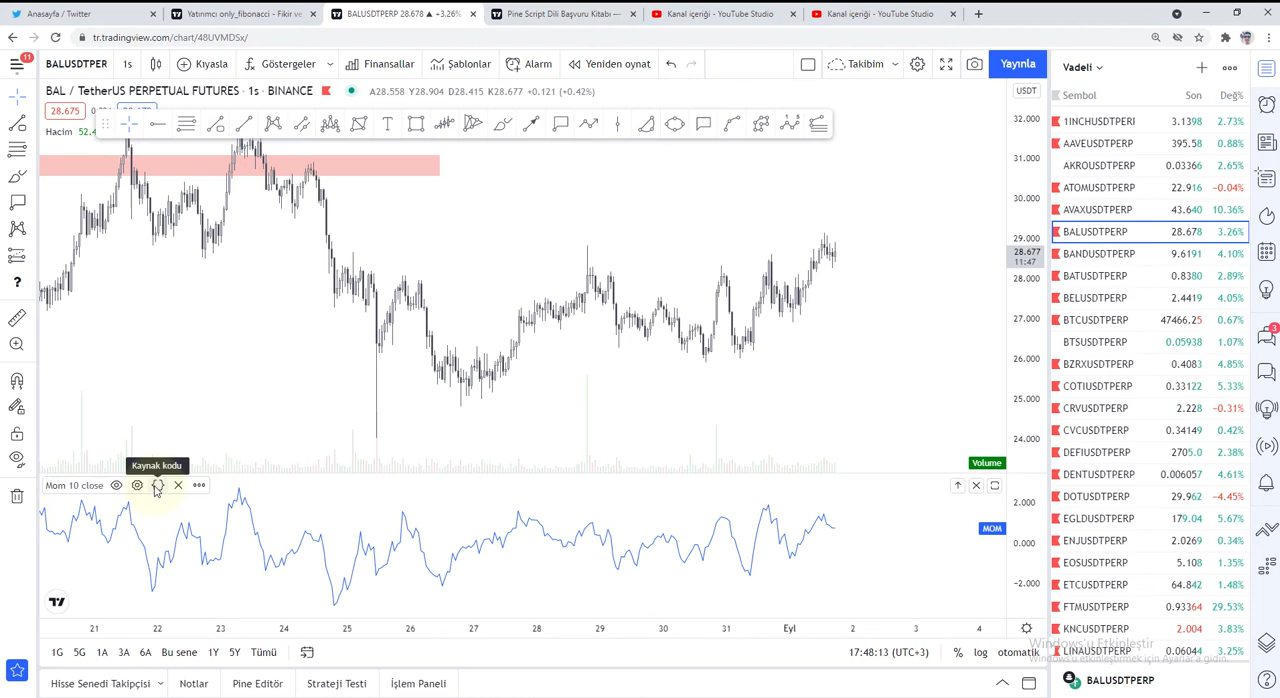 Anasayfa / Twitter
Yatırımcı only_fibonacci - Fikir ve
BALUSDTPERP 28.678 ▲ +3.26%
Pine Script Dili Başvuru Kitabı —
Kanal içeriği - YouTube Studio
Kanal içeriği - YouTube Studio
tr.tradingview.com/chart/48UVMDSx/
11
BALUSDTPER
1s
Kıyasla
Göstergeler
Finansallar
Şablonlar
Alarm
Yeniden oynat
Takibim
Yayınla
BAL / TetherUS PERPETUAL FUTURES · 1s · BINANCE
A28.558 Y28.904 D28.415 K28.677 +0.121 (+0.42%)
28.675
Hacim
USDT
32.000
31.000
30.000
29.000
28.677
11:47
28.000
27.000
26.000
25.000
24.000
Volume
Kaynak kodu
Mom 10 close
2.000
MOM
0.000
−2.000
21 22 23 24 25 26 27 28 29 30 31 Eyl 2 3 4
1G 5G 1A 3A 6A Bu sene 1Y 5Y Tümü
17:48:13 (UTC+3)
% log otomatik
Hisse Senedi Takipçisi
Notlar
Pine Editör
Strateji Testi
İşlem Paneli
Vadeli
Sembol Son Değ%
1INCHUSDTPERI 3.1398 2.73%
AAVEUSDTPERP 395.58 0.88%
AKROUSDTPERP 0.03366 2.65%
ATOMUSDTPERP 22.916 −0.04%
AVAXUSDTPERP 43.640 10.36%
BALUSDTPERP 28.678 3.26%
BANDUSDTPERP 9.6191 4.10%
BATUSDTPERP 0.8380 2.89%
BELUSDTPERP 2.4419 4.05%
BTCUSDTPERP 47466.25 0.67%
BTSUSDTPERP 0.05938 1.07%
BZRXUSDTPERP 0.4083 4.85%
COTIUSDTPERP 0.33122 5.33%
CRVUSDTPERP 2.228 −0.31%
CVCUSDTPERP 0.34149 0.42%
DEFIUSDTPERP 2705.0 2.38%
DENTUSDTPERP 0.006057 4.61%
DOTUSDTPERP 29.962 −4.45%
EGLDUSDTPERP 179.04 5.67%
ENJUSDTPERP 2.0269 0.34%
EOSUSDTPERP 5.108 1.35%
ETCUSDTPERP 64.842 1.48%
FTMUSDTPERP 0.93364 29.53%
KNCUSDTPERP 2.004 3.83%
LINAUSDTPERP 0.06044 3.25%
BALUSDTPERP
3
Windows'u Etkinleştir
Windows'u etkinleştirmek için Ayarlar'a gidin.